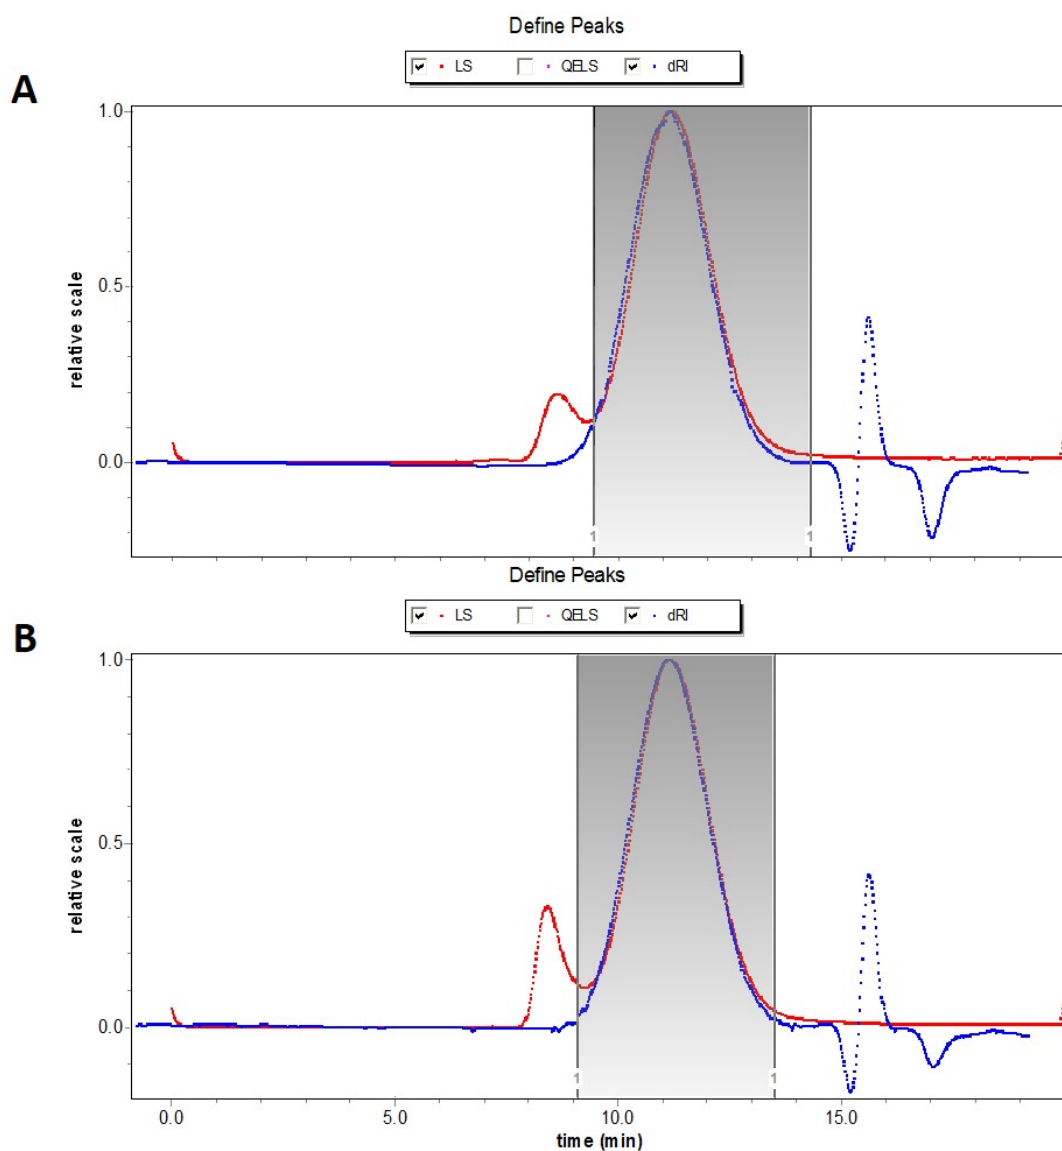 Define Peaks
LS QELS dRI
A
1.0
0.5
0.0
relative scale
1 1
Define Peaks
LS QELS dRI
B
1.0
0.5
0.0
relative scale
1 1
0.0 5.0 10.0 15.0
time (min)